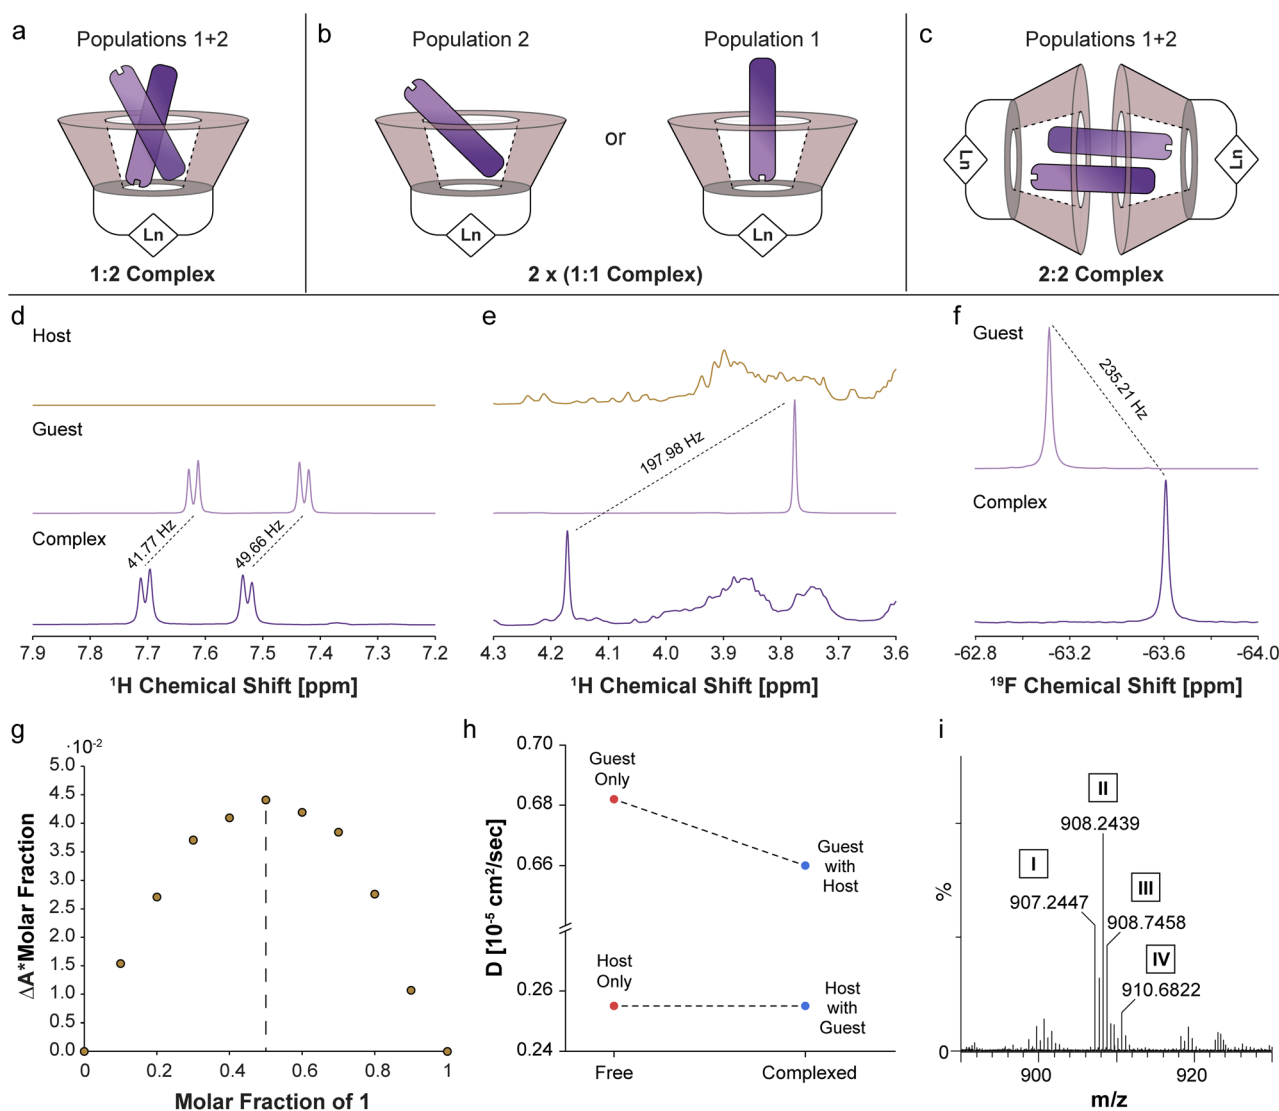 a
Populations 1+2
Ln
1:2 Complex
b
Population 2
or
Population 1
Ln
Ln
2 x (1:1 Complex)
c
Populations 1+2
Ln
Ln
2:2 Complex
d
Host
Guest
Complex
41.77 Hz
49.66 Hz
7.9 7.8 7.7 7.6 7.5 7.4 7.3 7.2
¹H Chemical Shift [ppm]
e
197.98 Hz
4.3 4.2 4.1 4.0 3.9 3.8 3.7 3.6
¹H Chemical Shift [ppm]
f
Guest
235.21 Hz
Complex
-62.8 -63.2 -63.6 -64.0
¹⁹F Chemical Shift [ppm]
g
·10⁻²
5.0
4.5
4.0
3.5
3.0
2.5
2.0
1.5
1.0
0.5
0.0
ΔA*Molar Fraction
0 0.2 0.4 0.6 0.8 1
Molar Fraction of 1
h
0.70
0.68
0.66
0.26
0.24
D [10⁻⁵ cm²/sec]
Guest
Only
Guest
with
Host
Host
Only
Host
with
Guest
Free Complexed
i
II
908.2439
I
907.2447
III
908.7458
IV
910.6822
%
0
900 920
m/z